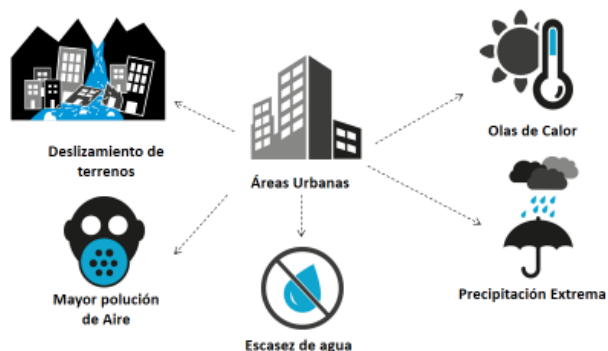 Deslizamiento de
terrenos
Áreas Urbanas
Olas de Calor
Mayor polución
de Aire
Escasez de agua
Precipitación Extrema